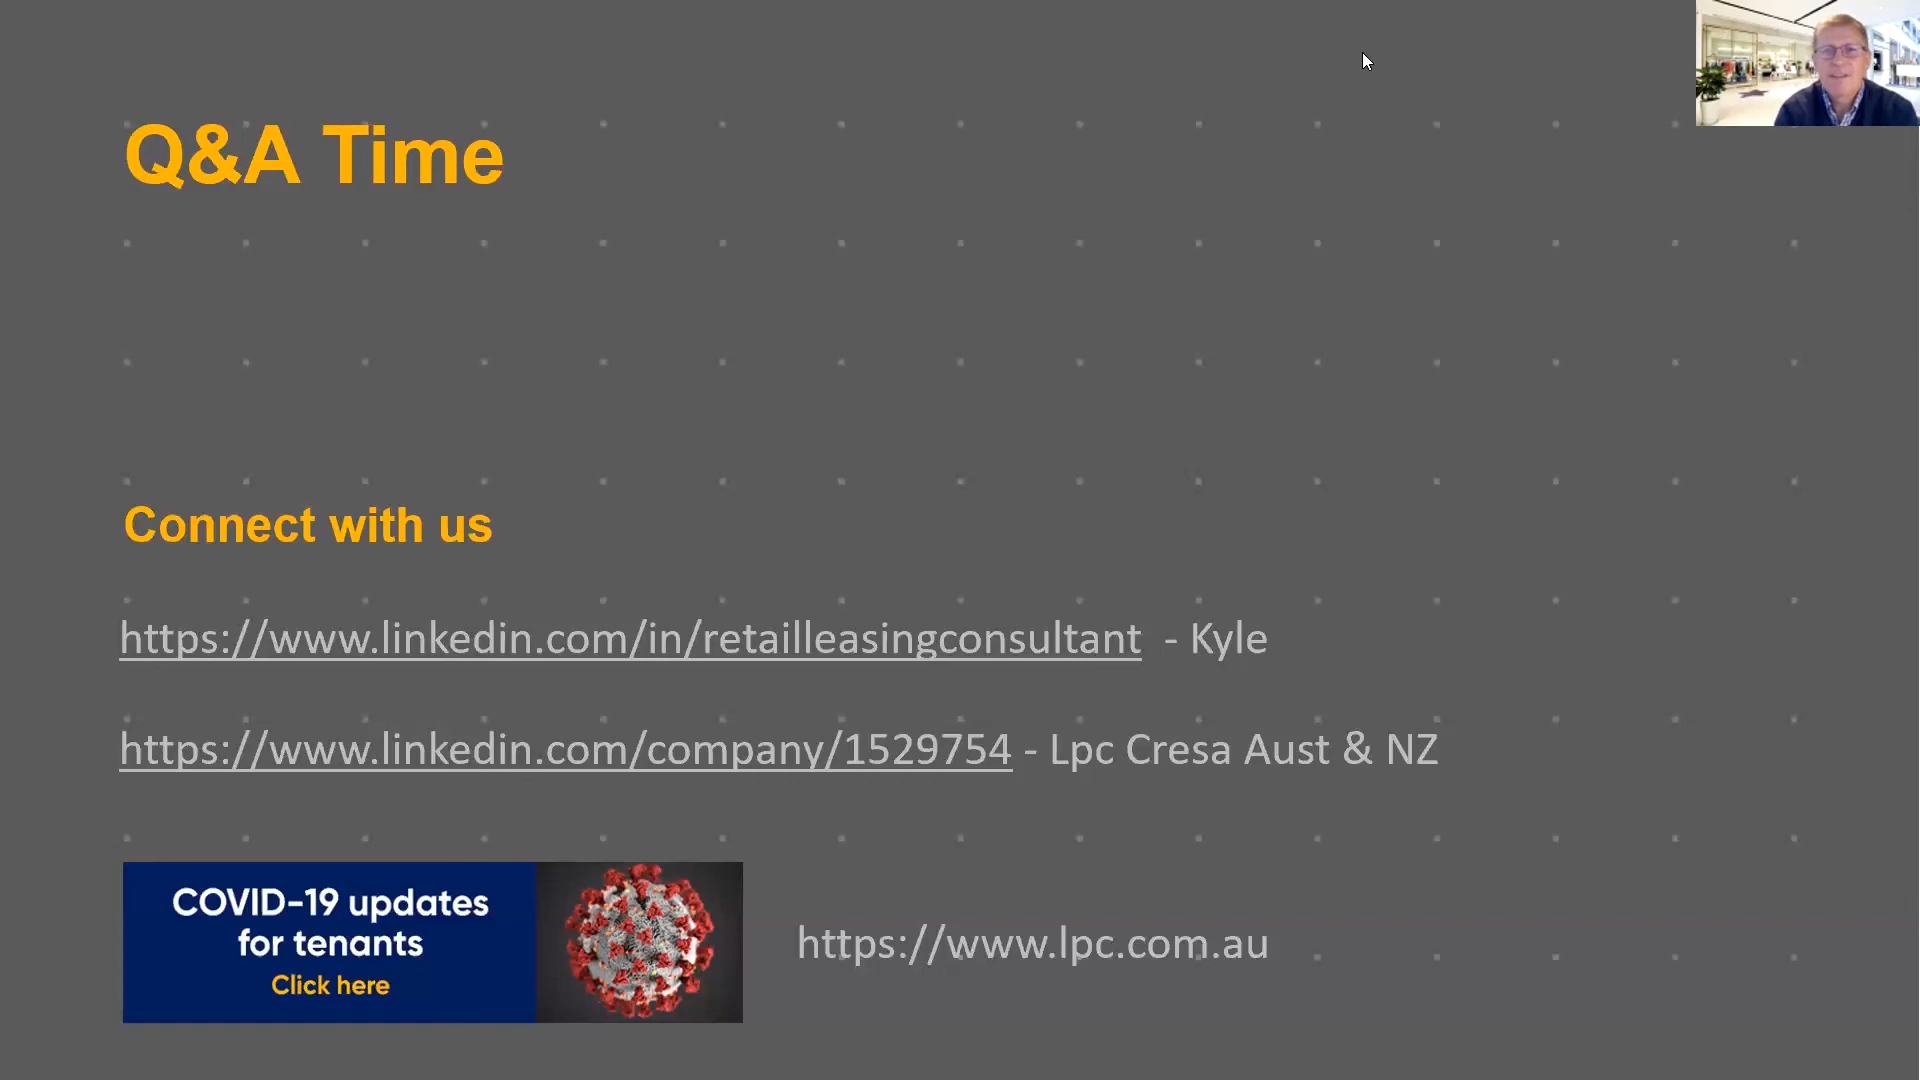 Q&A Time
Connect with us
https://www.linkedin.com/in/retailleasingconsultant - Kyle
https://www.linkedin.com/company/1529754 - Lpc Cresa Aust & NZ
COVID-19 updates
for tenants
Click here
https://www.lpc.com.au